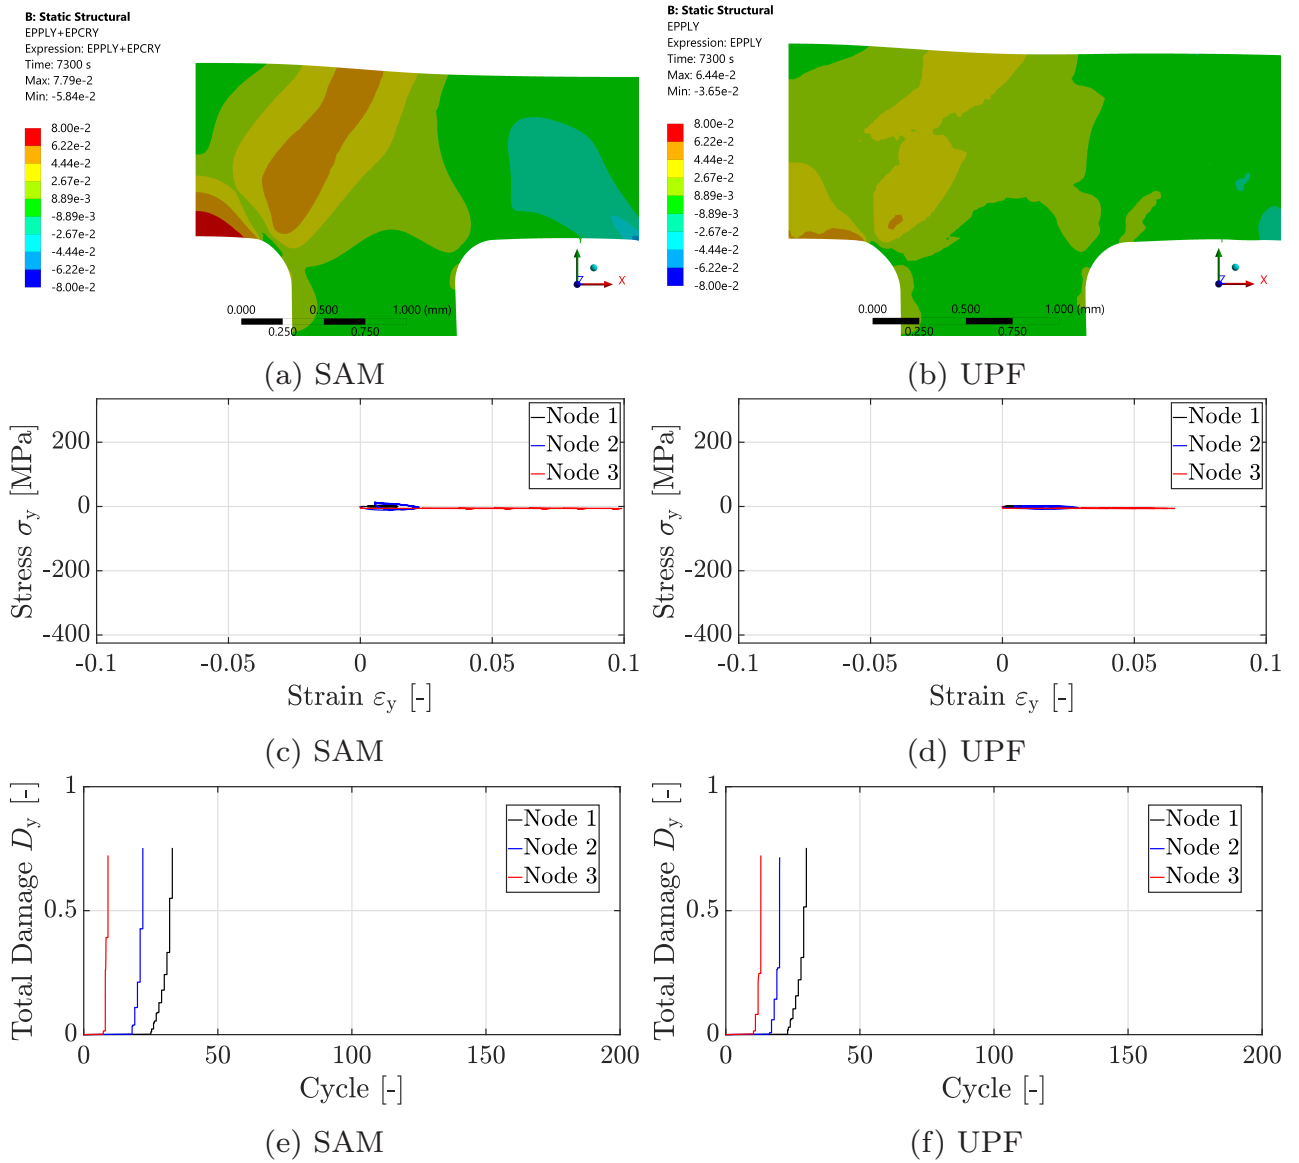 B: Static Structural
EPPLY+EPCRY
Expression: EPPLY+EPCRY
Time: 7300 s
Max: 7.79e-2
Min: -5.84e-2
8.00e-2
6.22e-2
4.44e-2
2.67e-2
8.89e-3
-8.89e-3
-2.67e-2
-4.44e-2
-6.22e-2
-8.00e-2
0.000
0.500
1.000 (mm)
0.250
0.750
Z
X
(a) SAM
B: Static Structural
EPPLY
Expression: EPPLY
Time: 7300 s
Max: 6.44e-2
Min: -3.65e-2
8.00e-2
6.22e-2
4.44e-2
2.67e-2
8.89e-3
-8.89e-3
-2.67e-2
-4.44e-2
-6.22e-2
-8.00e-2
0.000
0.500
1.000 (mm)
0.250
0.750
Z
X
(b) UPF
Stress σy [MPa]
200
0
-200
-400
-0.1
-0.05
0
0.05
0.1
Strain εy [-]
Node 1
Node 2
Node 3
(c) SAM
Stress σy [MPa]
200
0
-200
-400
-0.1
-0.05
0
0.05
0.1
Strain εy [-]
Node 1
Node 2
Node 3
(d) UPF
Total Damage Dy [-]
1
0.5
0
0
50
100
150
200
Cycle [-]
Node 1
Node 2
Node 3
(e) SAM
Total Damage Dy [-]
1
0.5
0
0
50
100
150
200
Cycle [-]
Node 1
Node 2
Node 3
(f) UPF